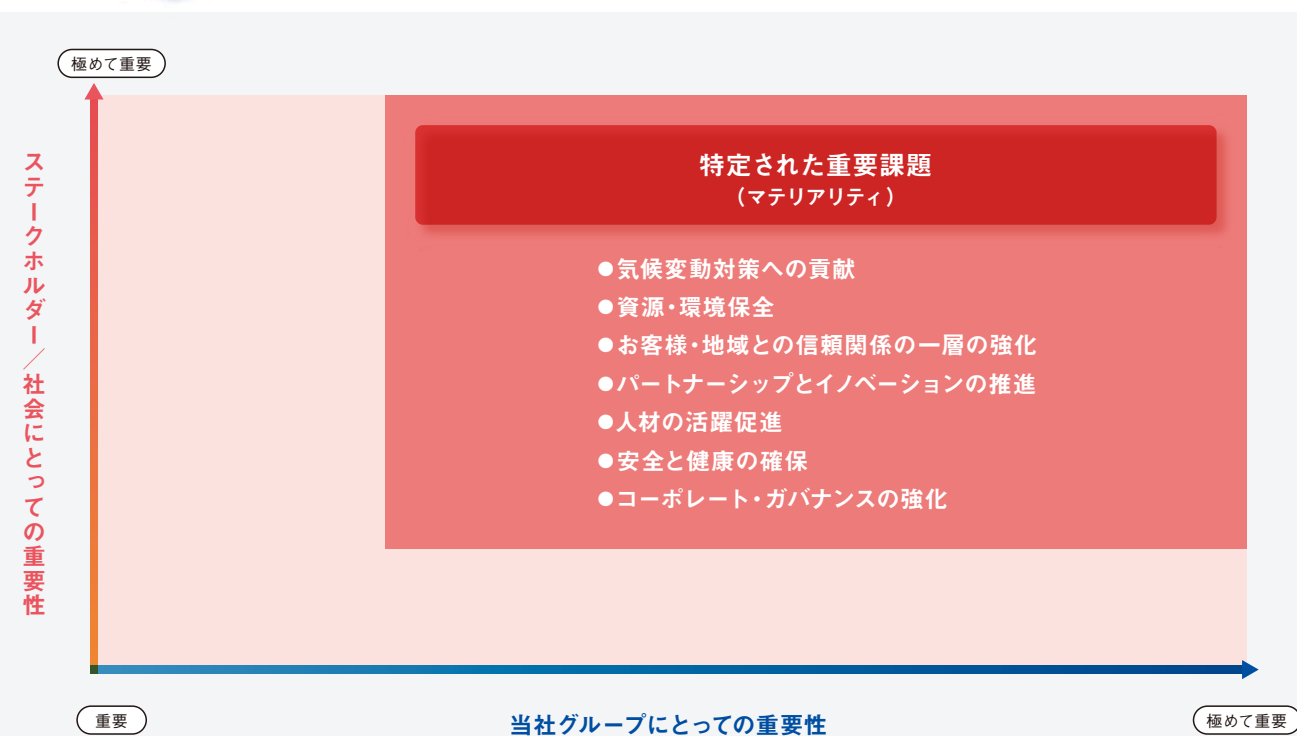 極めて重要
ステークホルダー／社会にとっての重要性
特定された重要課題
（マテリアリティ）
●気候変動対策への貢献
●資源・環境保全
●お客様・地域との信頼関係の一層の強化
●パートナーシップとイノベーションの推進
●人材の活躍促進
●安全と健康の確保
●コーポレート・ガバナンスの強化
重要
当社グループにとっての重要性
極めて重要